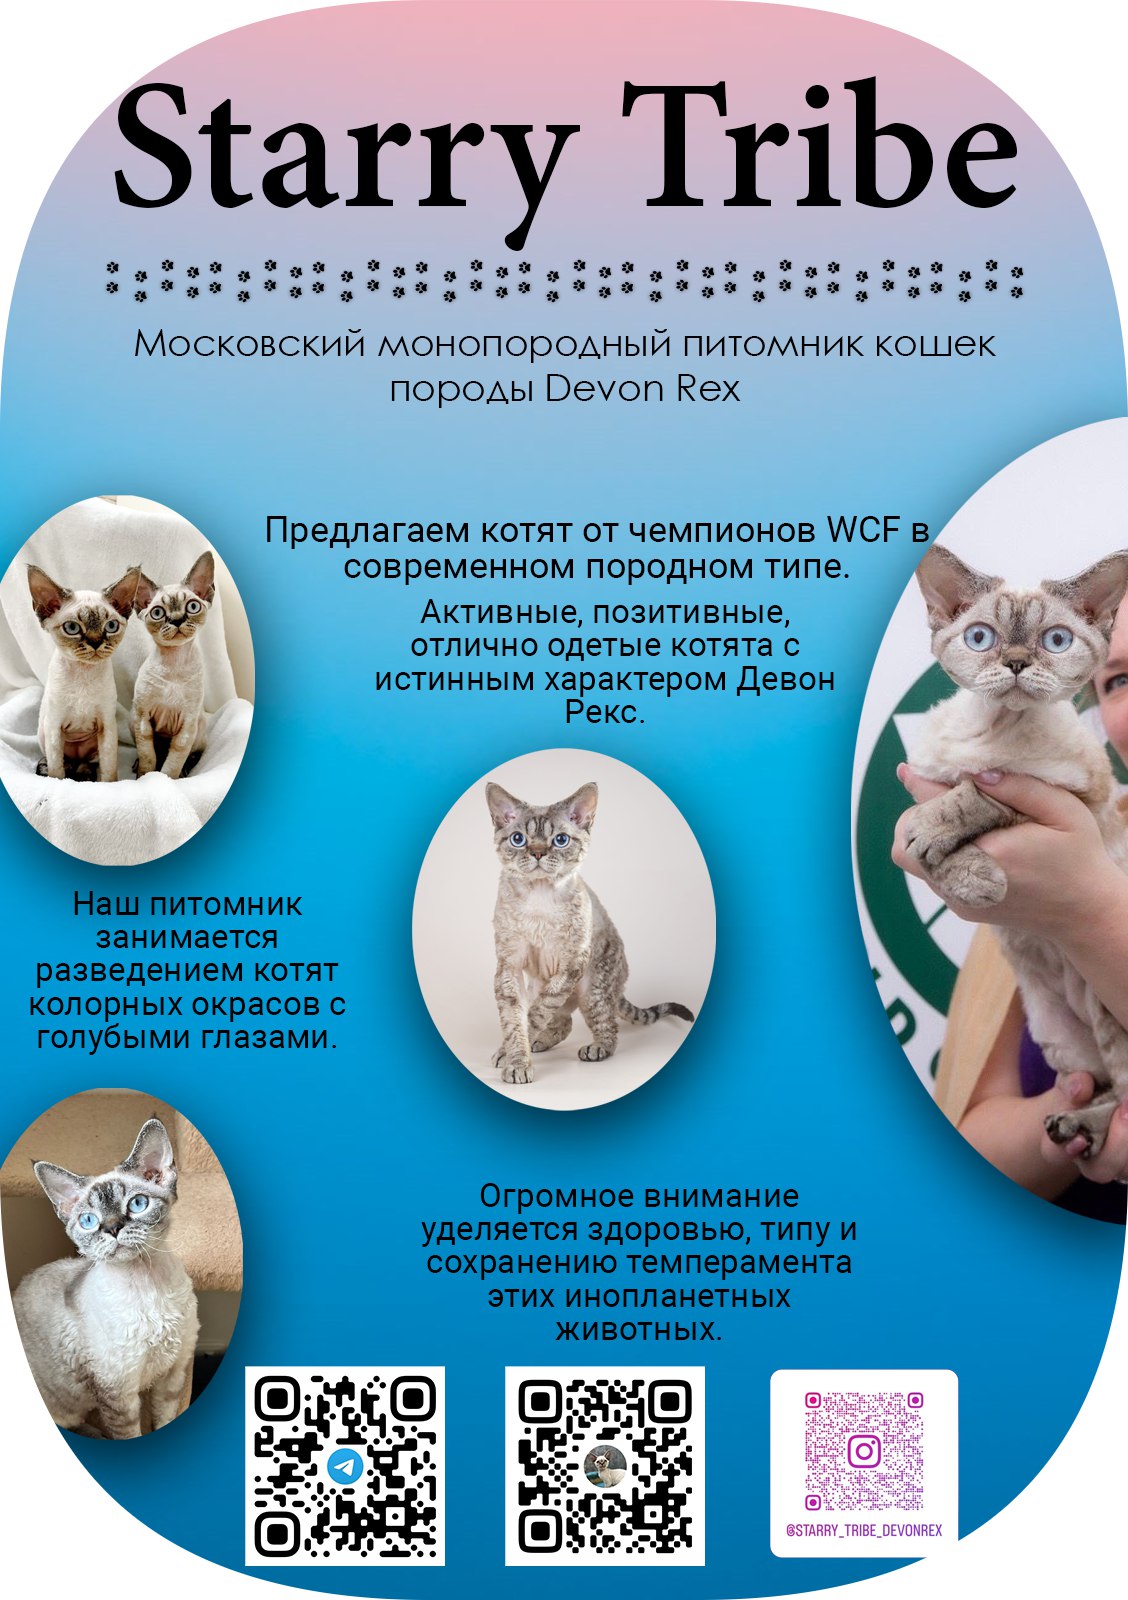 Starry Tribe
Московский монопородный питомник кошек
породы Devon Rex
Предлагаем котят от чемпионов WCF в
современном породном типе.
Активные, позитивные,
отлично одетые котята с
истинным характером Девон
Рекс.
Наш питомник
занимается
разведением котят
колорных окрасов с
голубыми глазами.
Огромное внимание
уделяется здоровью, типу и
сохранению темперамента
этих инопланетных
животных.
@STARRY_TRIBE_DEVONREX